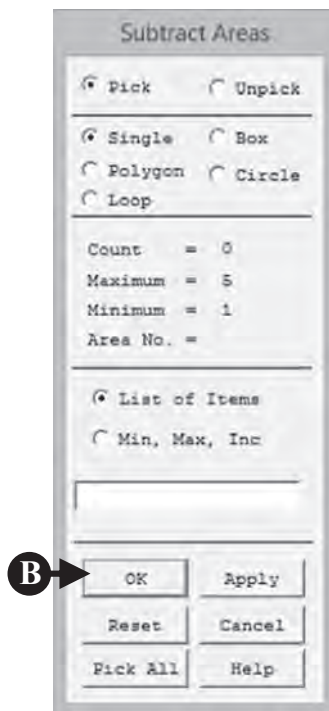 Subtract Areas
Pick Unpick
Single Box
Polygon Circle
Loop
Count = 0
Maximum = 5
Minimum = 1
Area No. =
List of Items
Min, Max, Inc
B OK Apply
Reset Cancel
Pick All Help